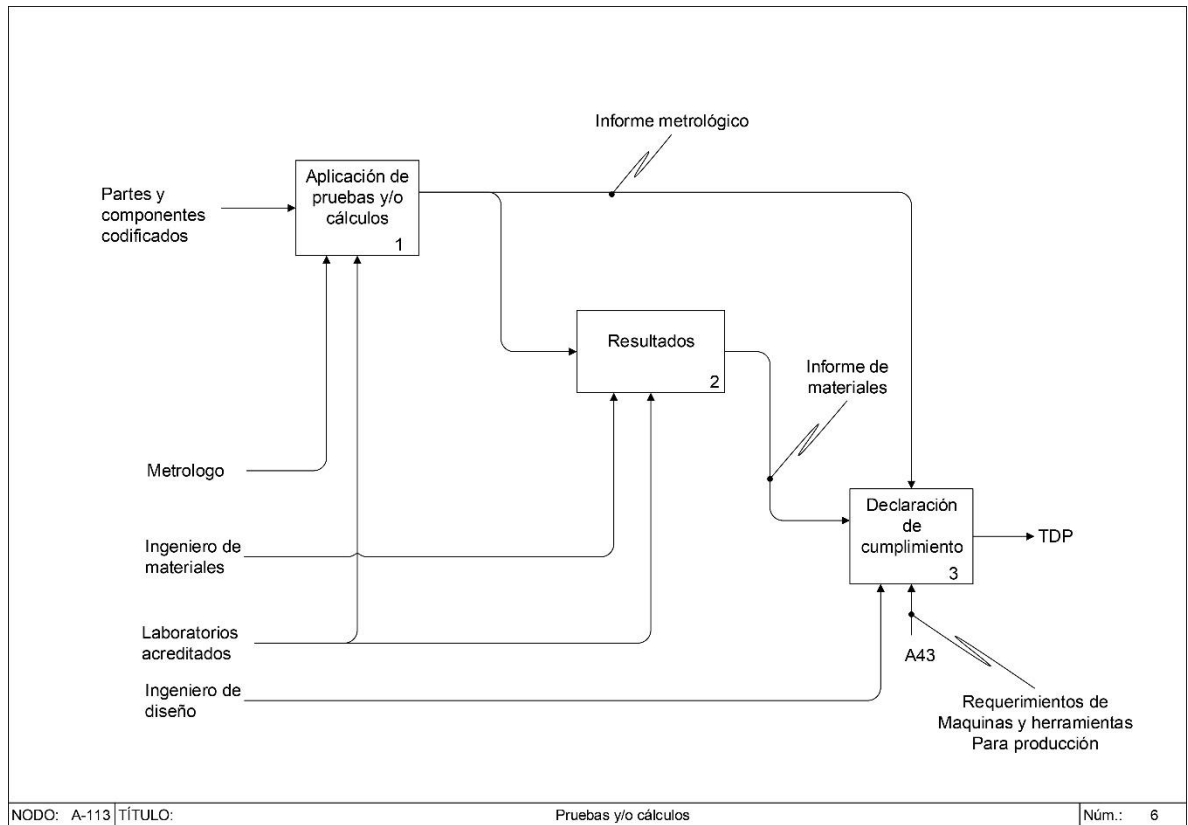 Informe metrológico
Aplicación de
pruebas y/o
cálculos
1
Partes y
componentes
codificados
Resultados
2
Informe de
materiales
Metrologo
Declaración
de
cumplimiento
3
TDP
Ingeniero de
materiales
Laboratorios
acreditados
A43
Ingeniero de
diseño
Requerimientos de
Maquinas y herramientas
Para producción
NODO: A-113 TÍTULO: Pruebas y/o cálculos Núm.: 6